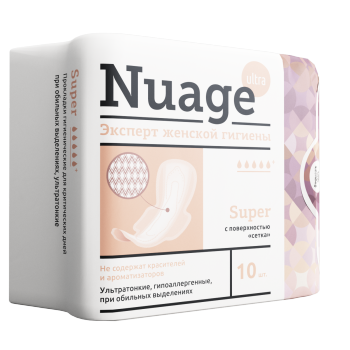 Nuage
ultra
Эксперт женской гигиены
Super
с поверхностью
«сетка»
Не содержат красителей
и ароматизаторов
Ультратонкие, гипоаллергенные,
при обильных выделениях
10 шт.
Super
Прокладки гигиенические для критических дней
при обильных выделениях, ультратонкие